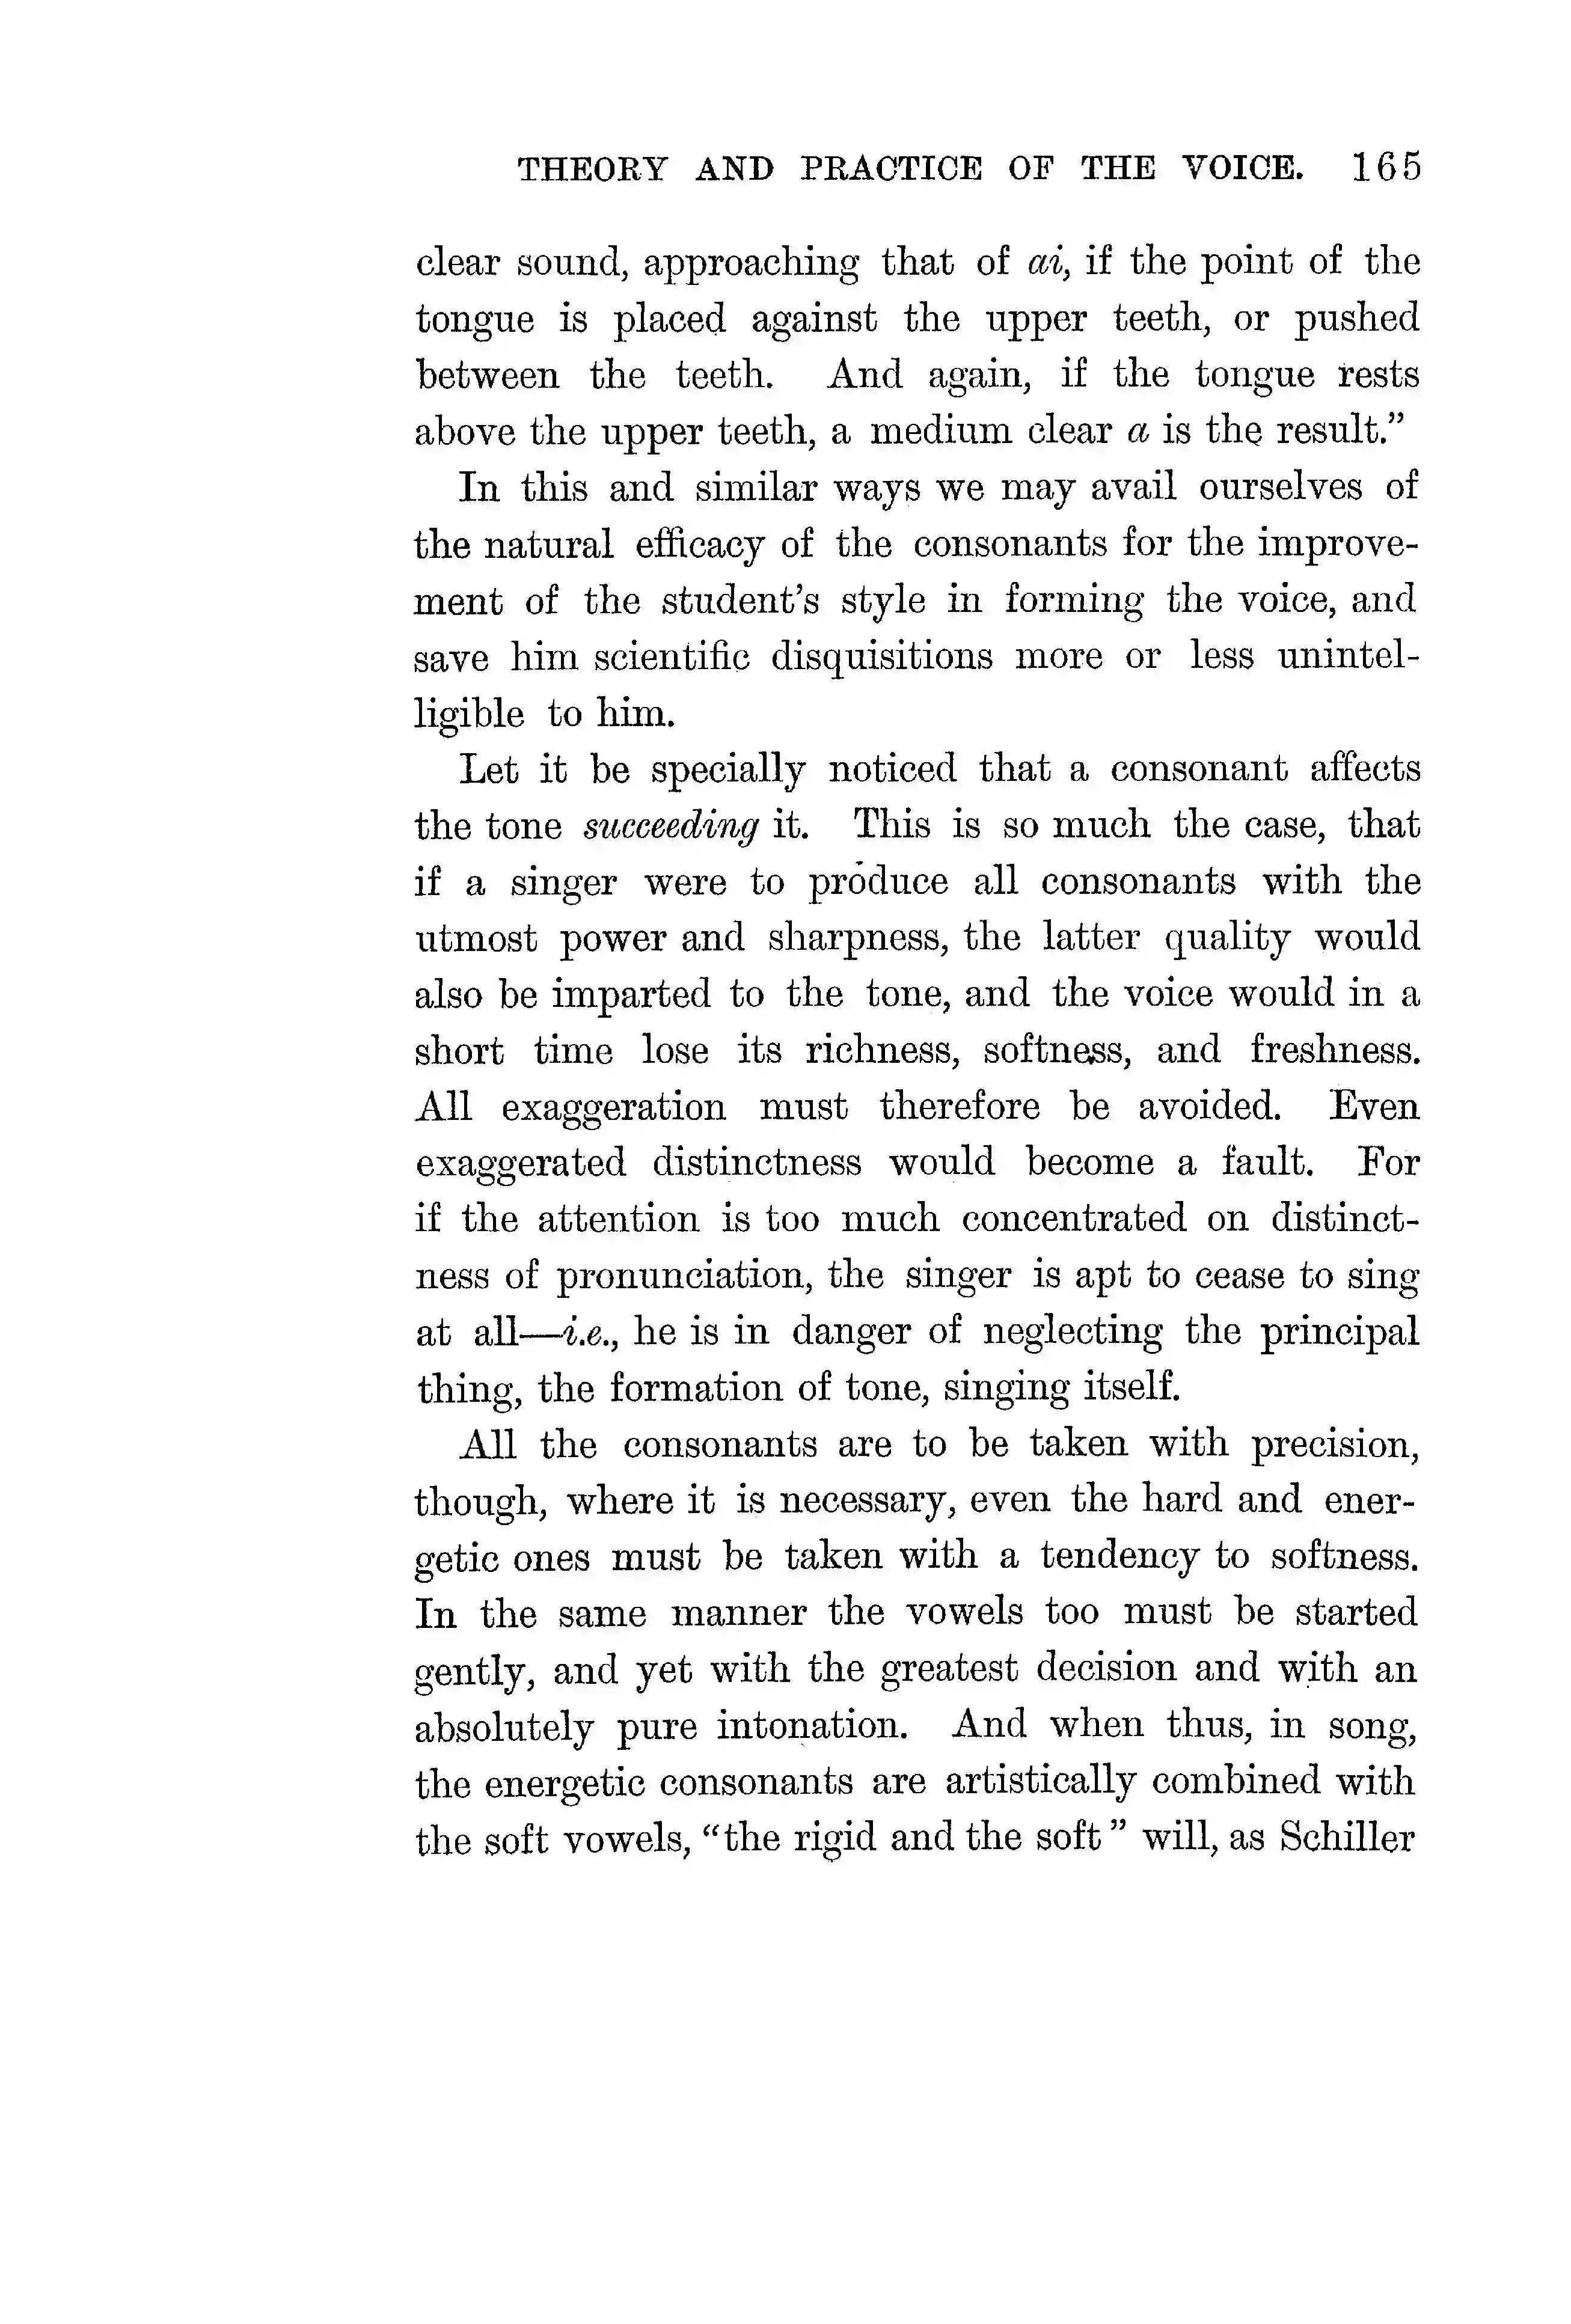 THEORY AND PRACTICE OF THE VOICE. 165
clear sound, approaching that of ai, if the point of the
tongue is placed against the upper teeth, or pushed
between the teeth. And again, if the tongue rests
above the upper teeth, a medium clear a is the result.”
In this and similar ways we may avail ourselves of
the natural efficacy of the consonants for the improve-
ment of the student’s style in forming the voice, and
save him scientific disquisitions more or less unintel-
ligible to him.
Let it be specially noticed that a consonant affects
the tone succeeding it. This is so much the case, that
if a singer were to produce all consonants with the
utmost power and sharpness, the latter quality would
also be imparted to the tone, and the voice would in a
short time lose its richness, softness, and freshness.
All exaggeration must therefore be avoided. Even
exaggerated distinctness would become a fault. For
if the attention is too much concentrated on distinct-
ness of pronunciation, the singer is apt to cease to sing
at all—i.e., he is in danger of neglecting the principal
thing, the formation of tone, singing itself.
All the consonants are to be taken with precision,
though, where it is necessary, even the hard and ener-
getic ones must be taken with a tendency to softness.
In the same manner the vowels too must be started
gently, and yet with the greatest decision and with an
absolutely pure intonation. And when thus, in song,
the energetic consonants are artistically combined with
the soft vowels, “the rigid and the soft” will, as Schiller